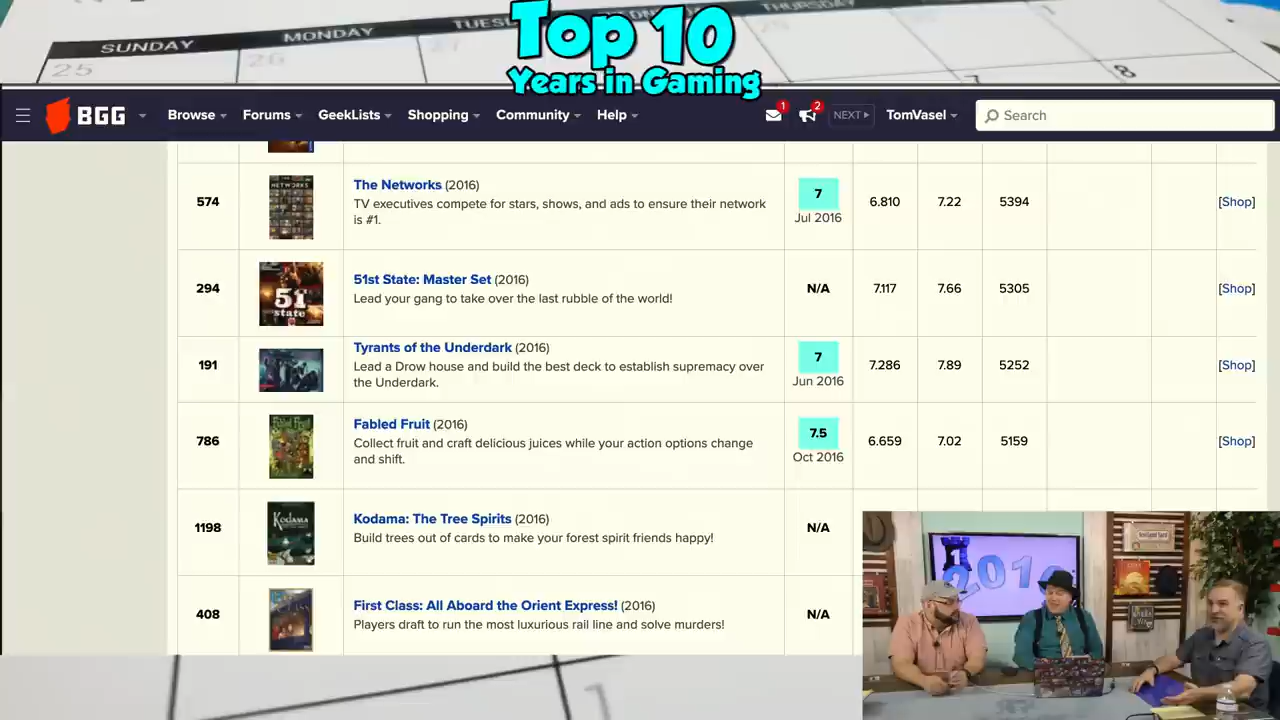 Top 10
Years in Gaming
SUNDAY
MONDAY
25
26
8
BGG
Browse
Forums
GeekLists
Shopping
Community
Help
1
2
NEXT
TomVasel
Search
574
THE NETWORKS
The Networks (2016)
TV executives compete for stars, shows, and ads to ensure their network
is #1.
7
Jul 2016
6.810
7.22
5394
[Shop]
294
51
state
51st State: Master Set (2016)
Lead your gang to take over the last rubble of the world!
N/A
7.117
7.66
5305
[Shop]
191
Tyrants of the Underdark (2016)
Lead a Drow house and build the best deck to establish supremacy over
the Underdark.
7
Jun 2016
7.286
7.89
5252
[Shop]
786
Fabled Fruit (2016)
Collect fruit and craft delicious juices while your action options change
and shift.
7.5
Oct 2016
6.659
7.02
5159
[Shop]
1198
KODAMA
Kodama: The Tree Spirits (2016)
Build trees out of cards to make your forest spirit friends happy!
N/A
408
First Class: All Aboard the Orient Express! (2016)
Players draft to run the most luxurious rail line and solve murders!
N/A
2016